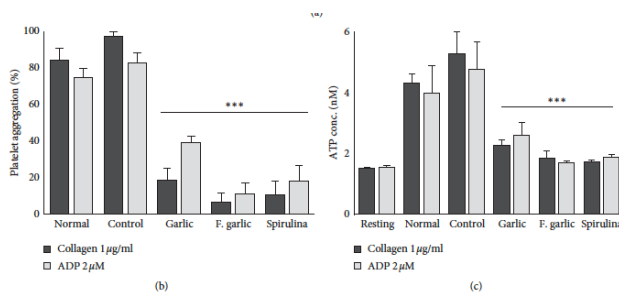 (a)
100
80
60
40
20
0
Platelet aggregation (%)
***
Normal Control Garlic F. garlic Spirulina
Collagen 1 μg/ml
ADP 2 μM
(b)
6
4
2
0
ATP conc. (nM)
***
Resting Normal Control Garlic F. garlic Spirulina
Collagen 1 μg/ml
ADP 2 μM
(c)